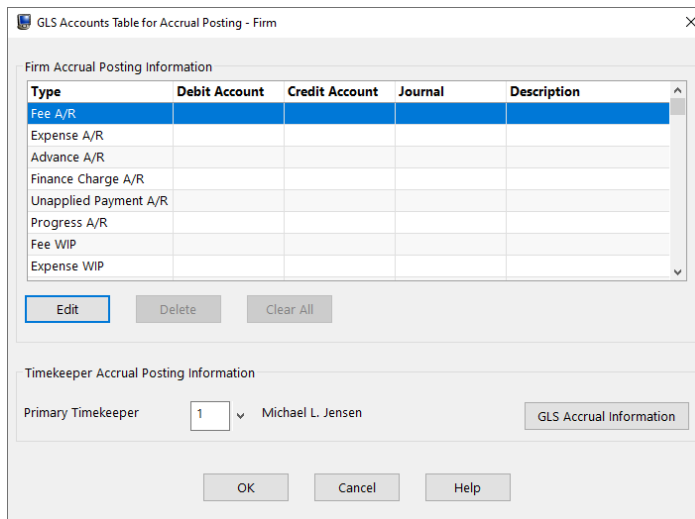 GLS Accounts Table for Accrual Posting - Firm
Firm Accrual Posting Information
Type Debit Account Credit Account Journal Description
Fee A/R
Expense A/R
Advance A/R
Finance Charge A/R
Unapplied Payment A/R
Progress A/R
Fee WIP
Expense WIP
Edit Delete Clear All
Timekeeper Accrual Posting Information
Primary Timekeeper 1 Michael L. Jensen GLS Accrual Information
OK Cancel Help